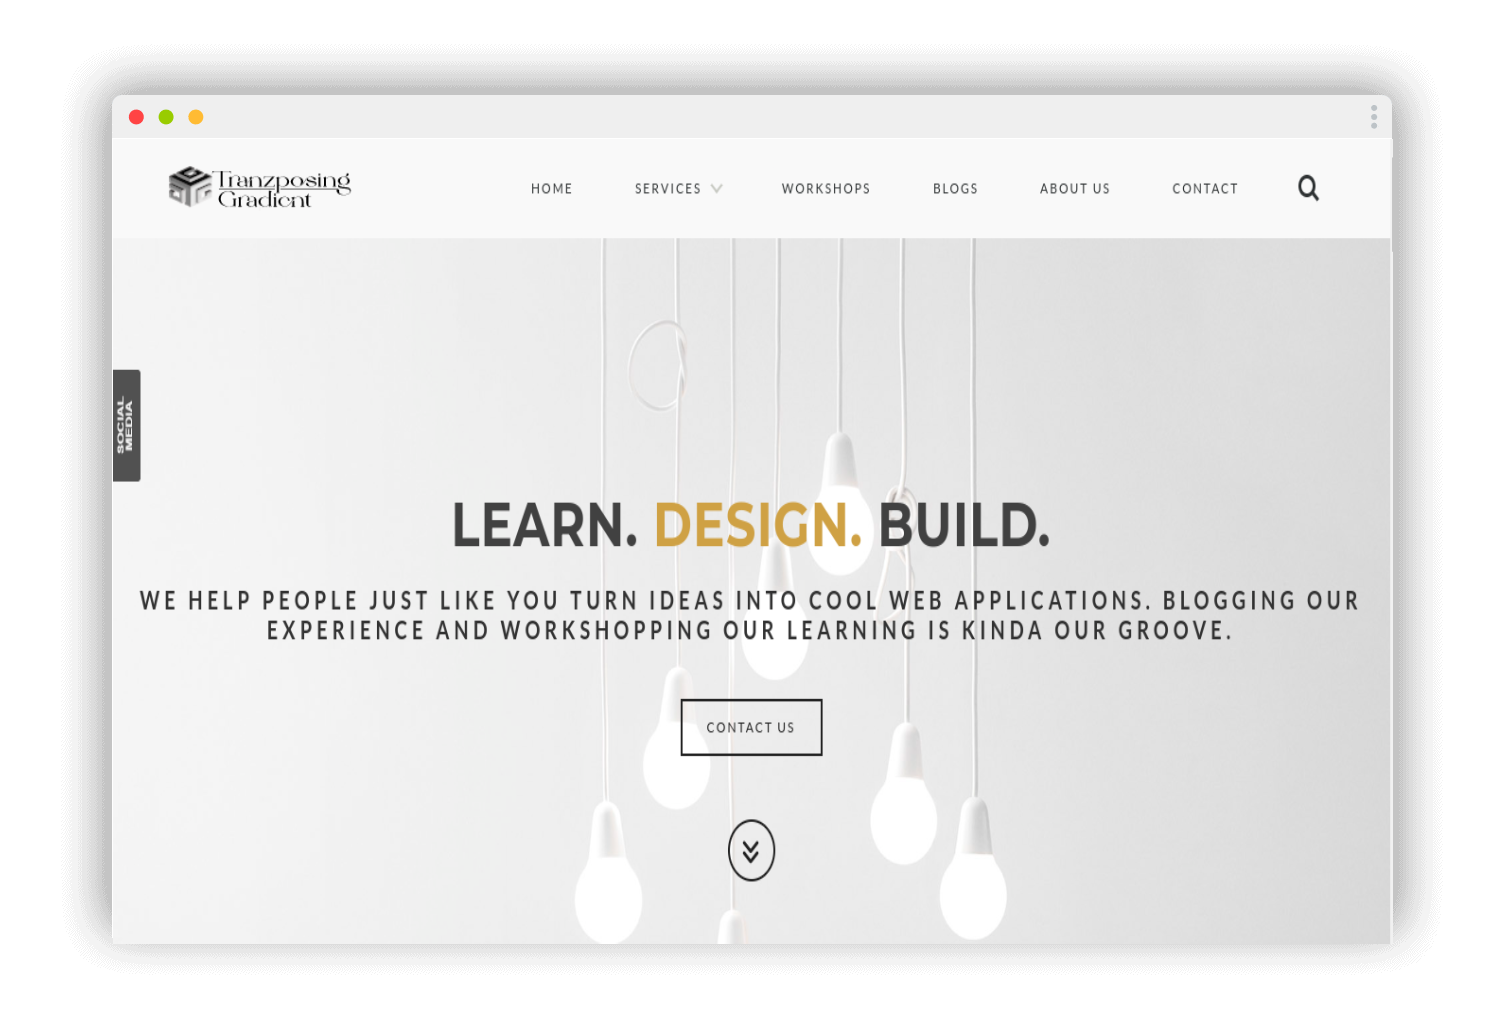 Tranzposing
Gradient
HOME
SERVICES
WORKSHOPS
BLOGS
ABOUT US
CONTACT
SOCIAL
MEDIA
LEARN. DESIGN. BUILD.
WE HELP PEOPLE JUST LIKE YOU TURN IDEAS INTO COOL WEB APPLICATIONS. BLOGGING OUR
EXPERIENCE AND WORKSHOPPING OUR LEARNING IS KINDA OUR GROOVE.
CONTACT US